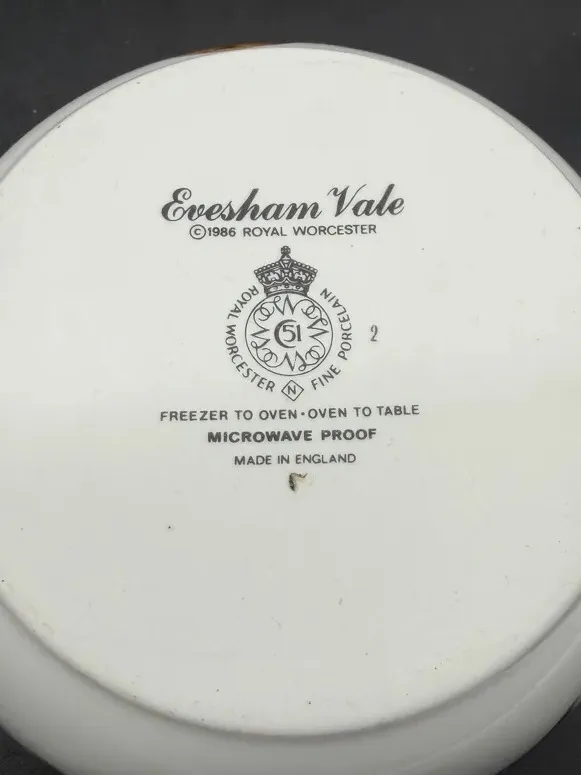 Evesham Vale
©1986 ROYAL WORCESTER
ROYAL WORCESTER N FINE PORCELAIN
51
2
FREEZER TO OVEN • OVEN TO TABLE
MICROWAVE PROOF
MADE IN ENGLAND